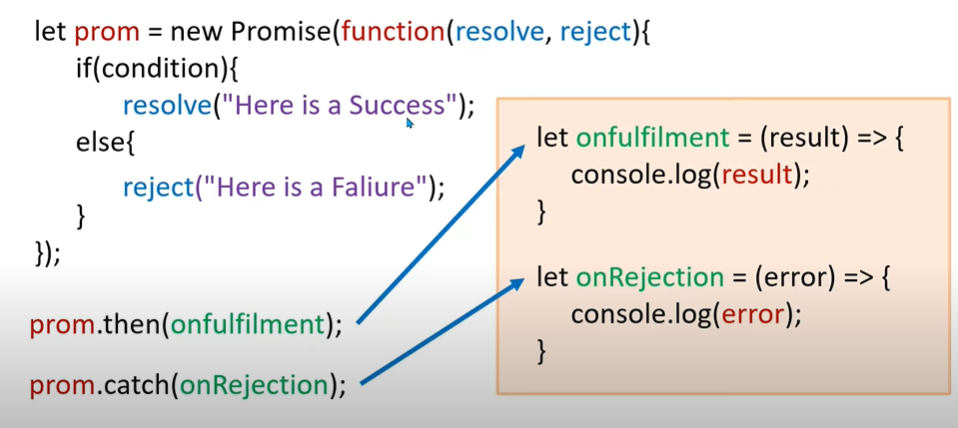 let prom = new Promise(function(resolve, reject){
if(condition){
resolve("Here is a Success");
else{
reject("Here is a Faliure");
}
});
prom.then(onfulfilment);
prom.catch(onRejection);
let onfulfilment = (result) => {
console.log(result);
}
let onRejection = (error) => {
console.log(error);
}